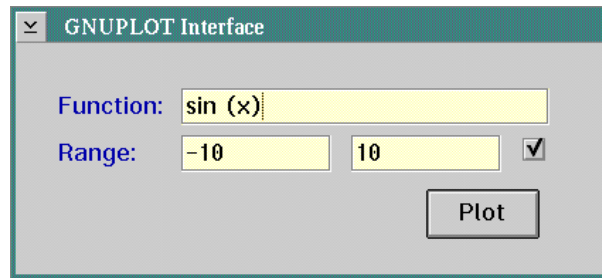 GNUPLOT Interface
Function: sin (x)
Range: -10 10
Plot